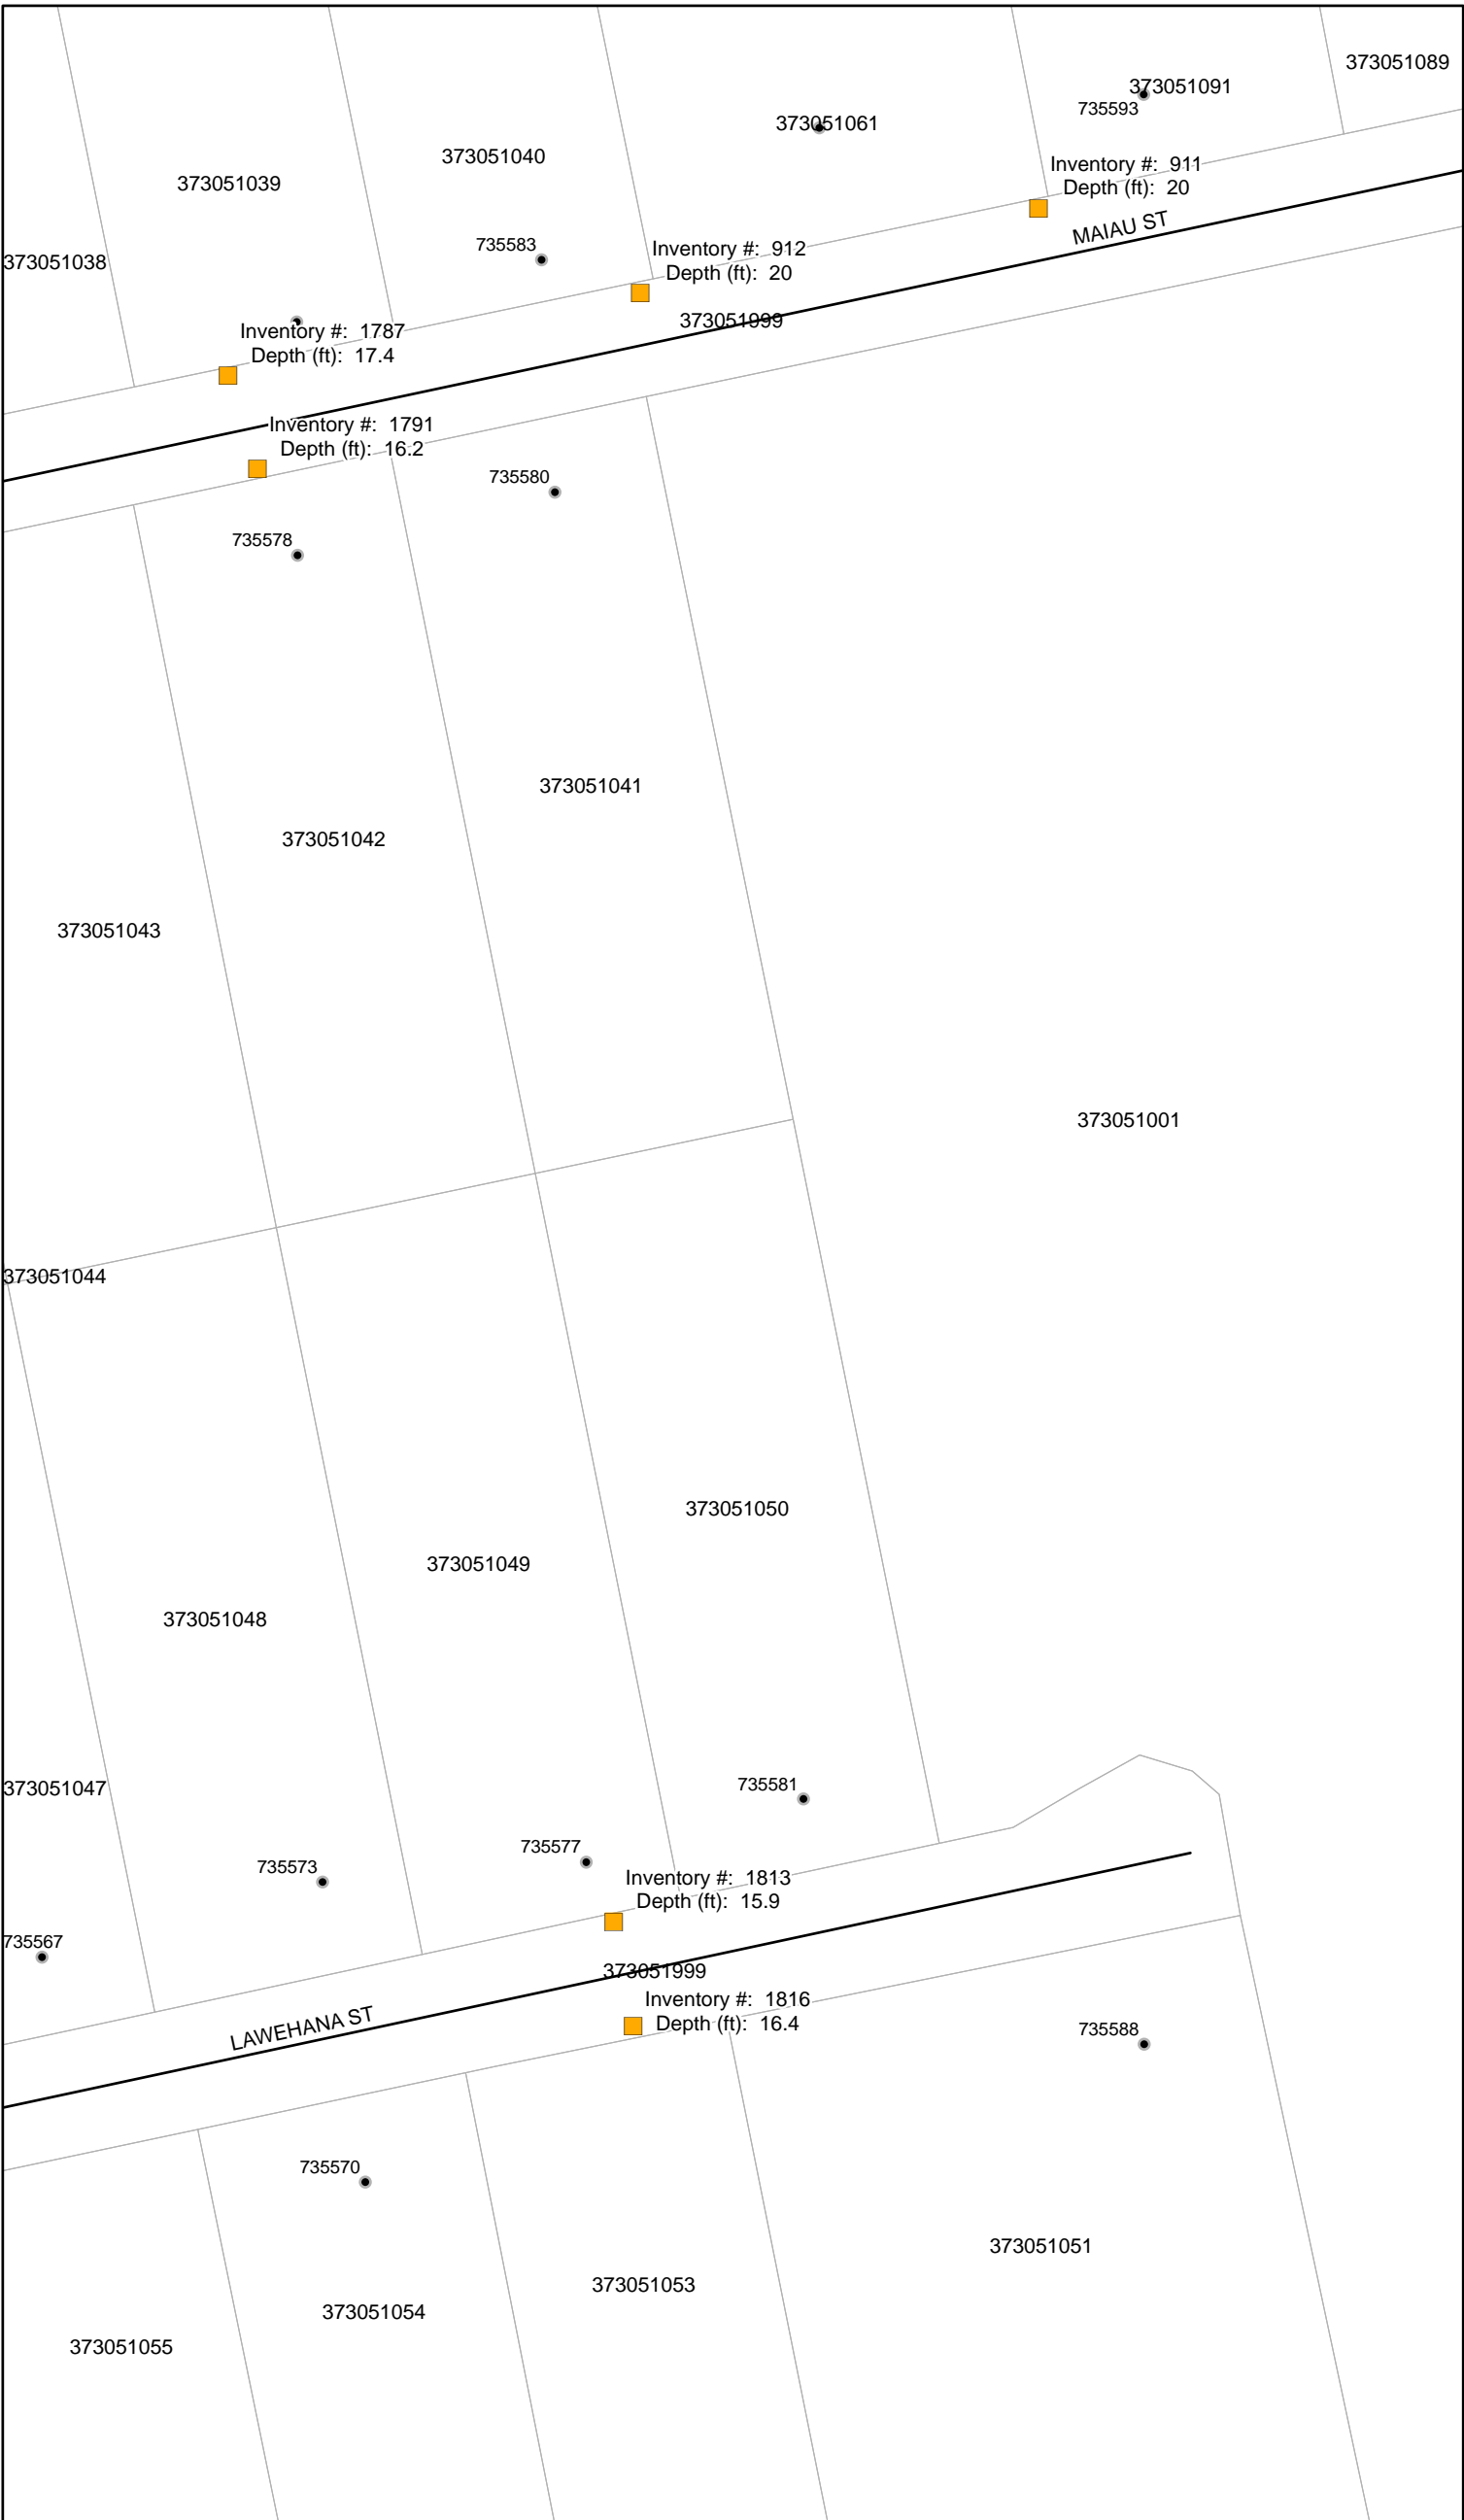 373051089
373051091
735593
373051061
373051040
Inventory #: 911
Depth (ft): 20
373051039
MAIAU ST
735583
Inventory #: 912
Depth (ft): 20
373051038
373051999
Inventory #: 1787
Depth (ft): 17.4
Inventory #: 1791
Depth (ft): 16.2
735580
735578
373051041
373051042
373051043
373051001
373051044
373051050
373051049
373051048
373051047
735581
735577
735573
Inventory #: 1813
Depth (ft): 15.9
735567
373051999
Inventory #: 1816
Depth (ft): 16.4
LAWEHANA ST
735588
735570
373051051
373051053
373051054
373051055